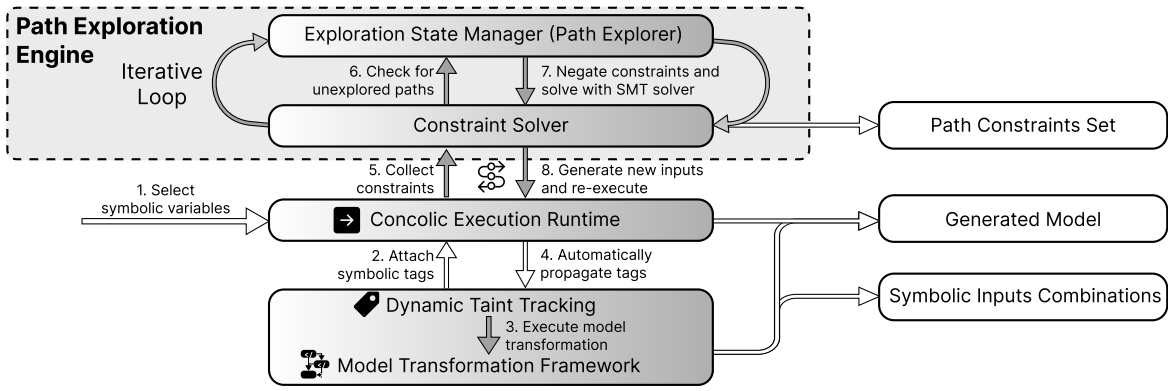 Path Exploration
Engine
Exploration State Manager (Path Explorer)
Iterative
Loop
6. Check for
unexplored paths
7. Negate constraints and
solve with SMT solver
Constraint Solver
Path Constraints Set
5. Collect
constraints
8. Generate new inputs
and re-execute
1. Select
symbolic variables
Concolic Execution Runtime
Generated Model
2. Attach
symbolic tags
4. Automatically
propagate tags
Symbolic Inputs Combinations
Dynamic Taint Tracking
3. Execute model
transformation
Model Transformation Framework